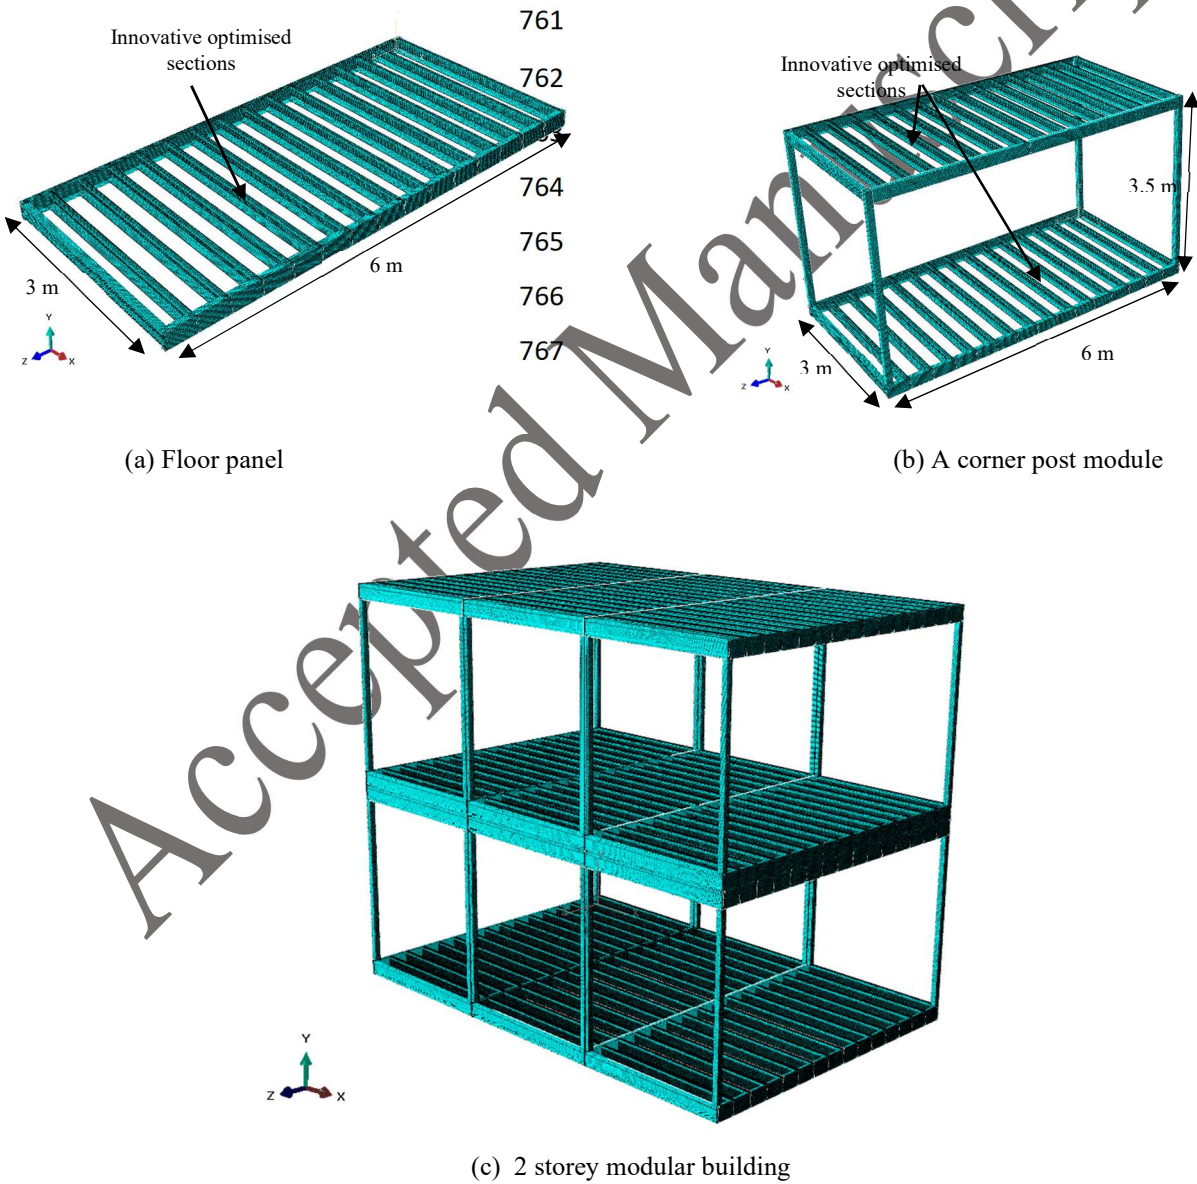 761
Innovative optimised
sections
762
764
765
766
767
3 m
6 m
Y
Z
X
(a) Floor panel
Innovative optimised
sections
3.5 m
3 m
6 m
Y
Z
X
(b) A corner post module
Accepted Manuscrip
Y
Z
X
(c) 2 storey modular building